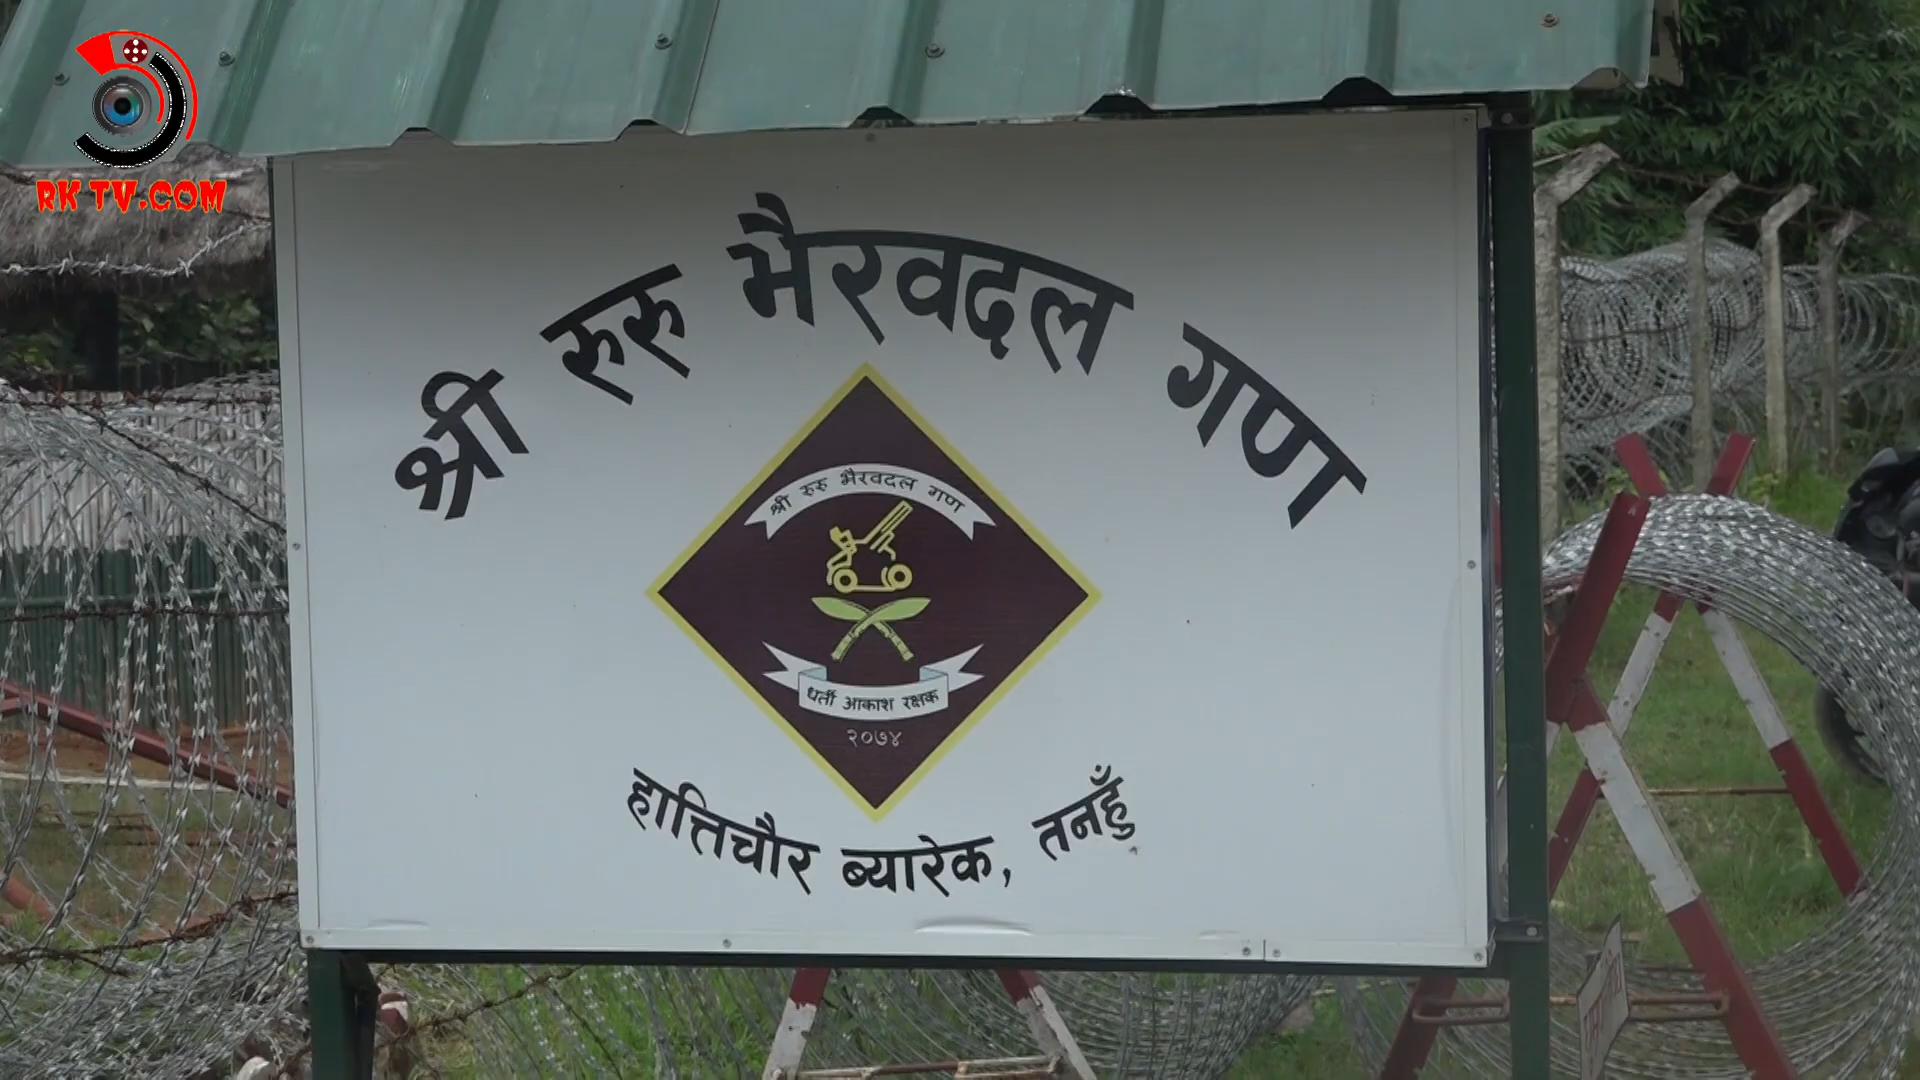 RK TV.COM
श्री रुरु भैरवदल गण
श्री रुरु भैरवदल गण
धर्ती आकाश रक्षक
२०७४
हात्तिचौर ब्यारेक, तनहुँ